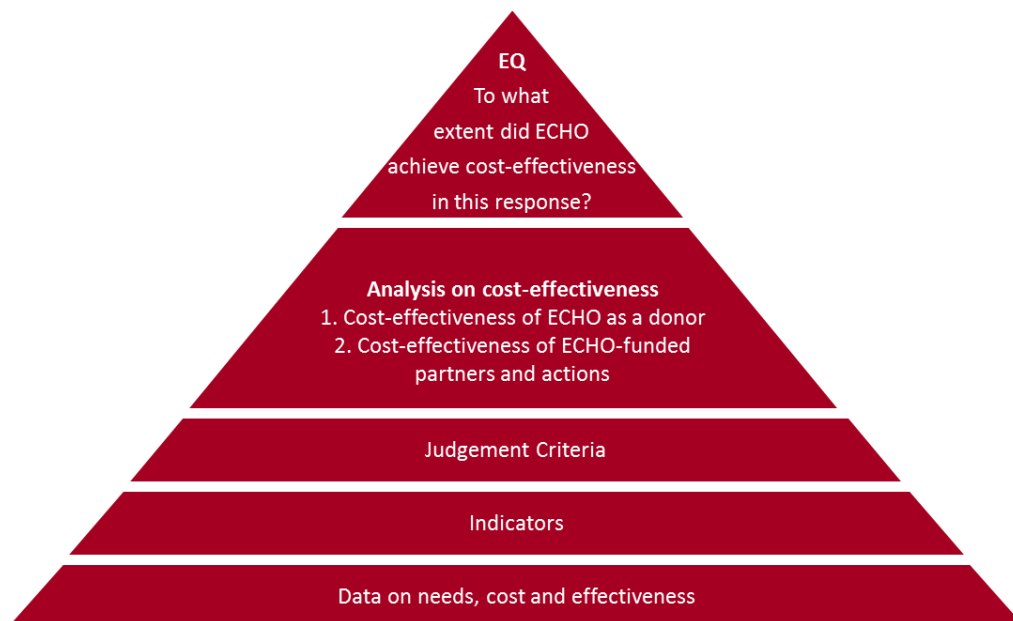 EQ
To what
extent did ECHO
achieve cost-effectiveness
in this response?
Analysis on cost-effectiveness
1. Cost-effectiveness of ECHO as a donor
2. Cost-effectiveness of ECHO-funded
partners and actions
Judgement Criteria
Indicators
Data on needs, cost and effectiveness